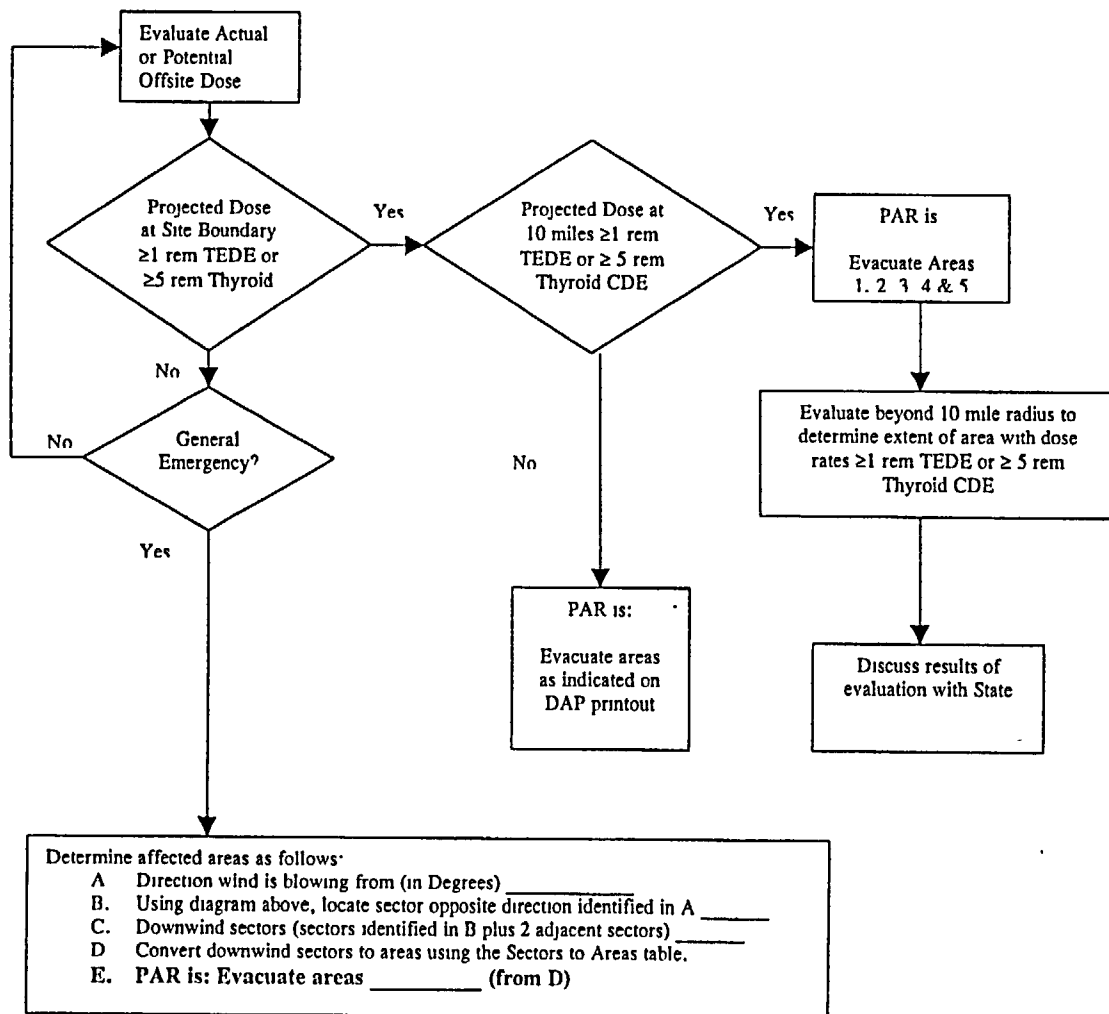 Evaluate Actual
or Potential
Offsite Dose
Projected Dose
at Site Boundary
≥1 rem TEDE or
≥5 rem Thyroid
Yes
Projected Dose at
10 miles ≥1 rem
TEDE or ≥ 5 rem
Thyroid CDE
Yes
PAR is
Evacuate Areas
1, 2 3 4 & 5
No
General
Emergency?
No
Yes
No
Evaluate beyond 10 mile radius to
determine extent of area with dose
rates ≥1 rem TEDE or ≥ 5 rem
Thyroid CDE
PAR is:
Evacuate areas
as indicated on
DAP printout
Discuss results of
evaluation with State
Determine affected areas as follows:
A Direction wind is blowing from (in Degrees) ____________
B. Using diagram above, locate sector opposite direction identified in A ______
C. Downwind sectors (sectors identified in B plus 2 adjacent sectors) ______
D Convert downwind sectors to areas using the Sectors to Areas table.
E. PAR is: Evacuate areas __________ (from D)